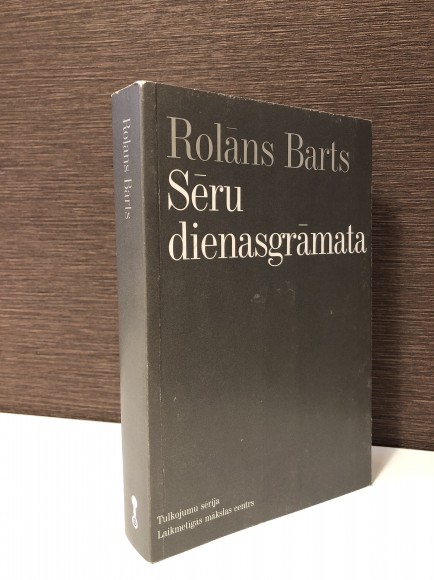 Rolāns Barts
Rolāns Barts
Sēru
dienasgrāmata
Tulkojumu sērija
Laikmetīgās mākslas centrs